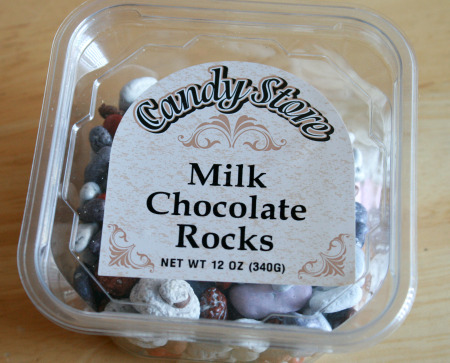 Candy Store
Milk
Chocolate
Rocks
NET WT 12 OZ (340G)